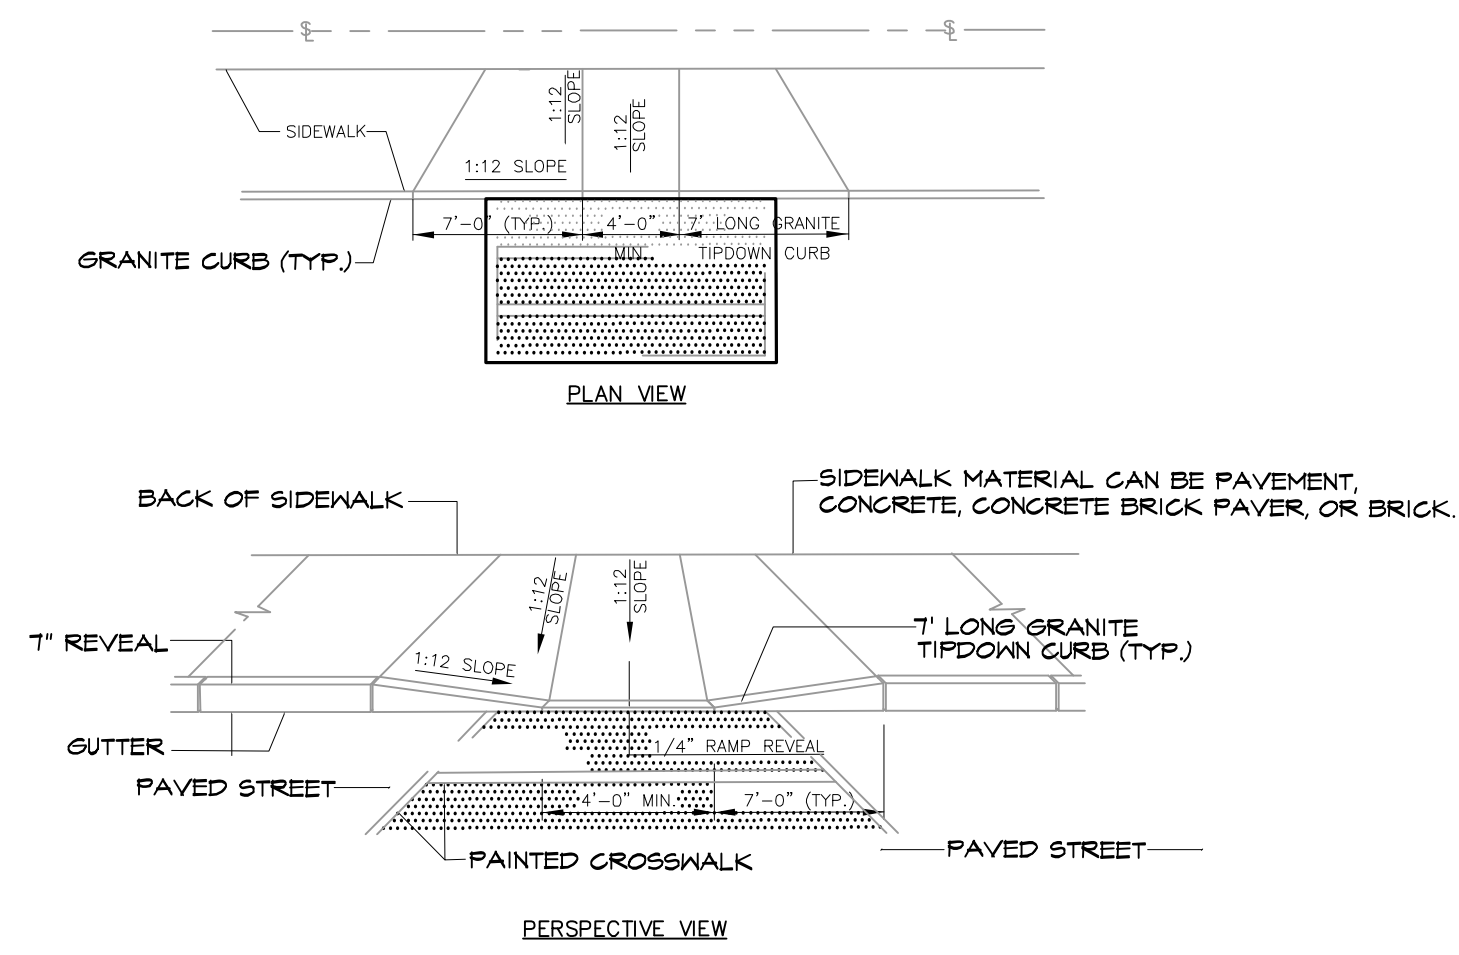 ℄ ℄
1:12
SLOPE
1:12
SLOPE
SIDEWALK
1:12 SLOPE
7'-0" (TYP.) 4'-0" 7' LONG GRANITE
MIN. TIPDOWN CURB
GRANITE CURB (TYP.)
PLAN VIEW
BACK OF SIDEWALK
SIDEWALK MATERIAL CAN BE PAVEMENT,
CONCRETE, CONCRETE BRICK PAVER, OR BRICK.
1:12
SLOPE
1:12
SLOPE
7" REVEAL
1:12 SLOPE
7' LONG GRANITE
TIPDOWN CURB (TYP.)
GUTTER
1/4" RAMP REVEAL
PAVED STREET
4'-0" MIN. 7'-0" (TYP.)
PAINTED CROSSWALK
PAVED STREET
PERSPECTIVE VIEW